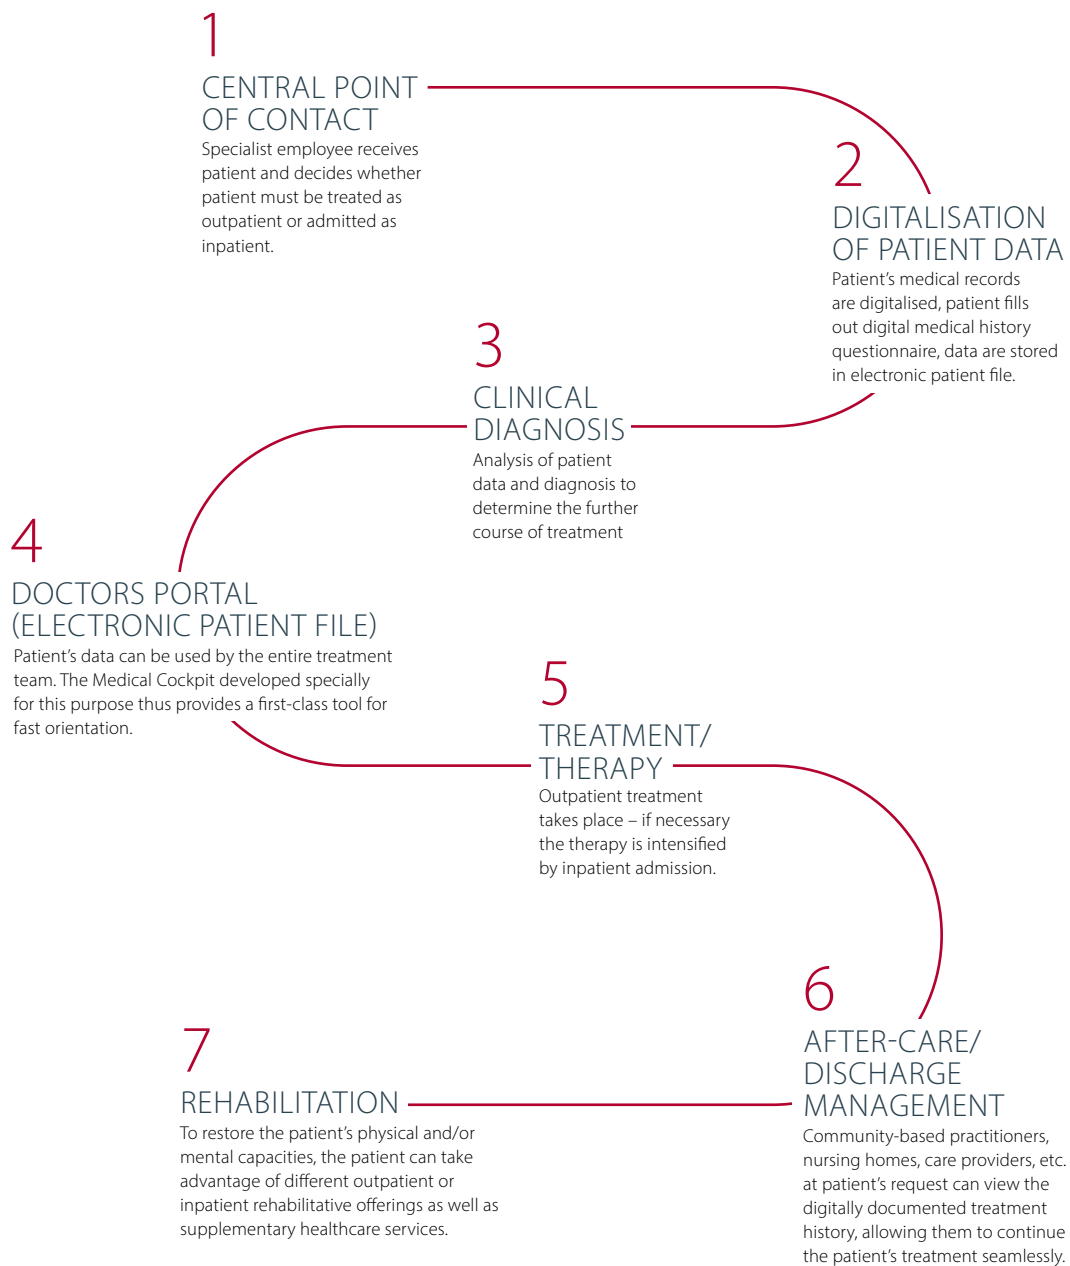 1
CENTRAL POINT
OF CONTACT
Specialist employee receives
patient and decides whether
patient must be treated as
outpatient or admitted as
inpatient.
2
DIGITALISATION
OF PATIENT DATA
Patient’s medical records
are digitalised, patient fills
out digital medical history
questionnaire, data are stored
in electronic patient file.
3
CLINICAL
DIAGNOSIS
Analysis of patient
data and diagnosis to
determine the further
course of treatment
4
DOCTORS PORTAL
(ELECTRONIC PATIENT FILE)
Patient’s data can be used by the entire treatment
team. The Medical Cockpit developed specially
for this purpose thus provides a first-class tool for
fast orientation.
5
TREATMENT/
THERAPY
Outpatient treatment
takes place – if necessary
the therapy is intensified
by inpatient admission.
6
AFTER-CARE/
DISCHARGE
MANAGEMENT
Community-based practitioners,
nursing homes, care providers, etc.
at patient’s request can view the
digitally documented treatment
history, allowing them to continue
the patient’s treatment seamlessly.
7
REHABILITATION
To restore the patient’s physical and/or
mental capacities, the patient can take
advantage of different outpatient or
inpatient rehabilitative offerings as well as
supplementary healthcare services.